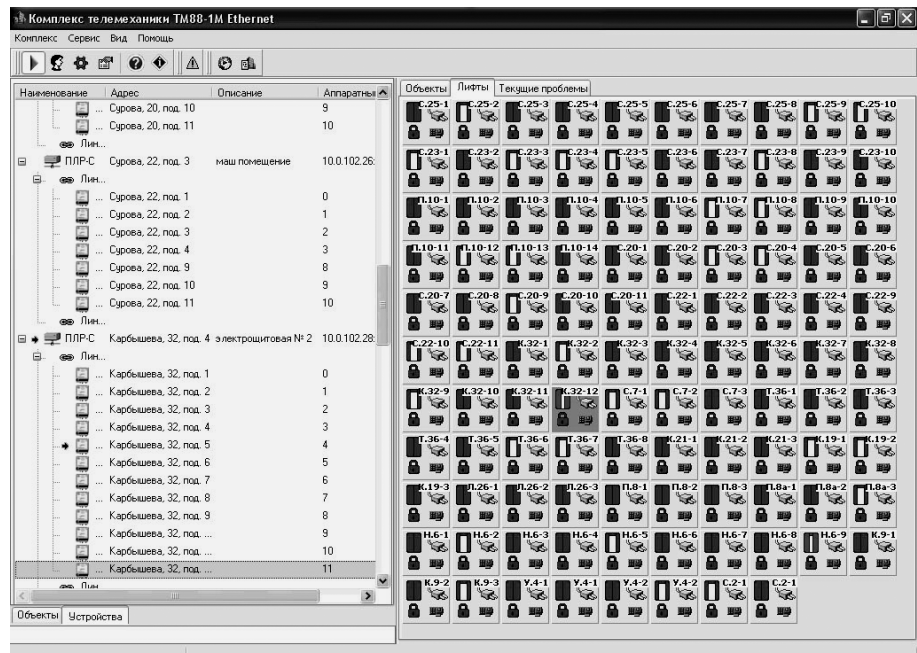 Комплекс телемеханики ТМ88-1М Ethernet
Комплекс Сервис Вид Помощь
Наименование Адрес Описание Аппаратный
... Сурова, 20, под. 10 9
... Сурова, 20, под. 11 10
Лин...
ПЛР-С Сурова, 22, под. 3 маш помещение 10.0.102.26:
Лин...
... Сурова, 22, под. 1 0
... Сурова, 22, под. 2 1
... Сурова, 22, под. 3 2
... Сурова, 22, под. 4 3
... Сурова, 22, под. 9 8
... Сурова, 22, под. 10 9
... Сурова, 22, под. 11 10
Лин...
ПЛР-С Карбышева, 32, под. 4 электрощитовая № 2 10.0.102.28:
Лин...
... Карбышева, 32, под. 1 0
... Карбышева, 32, под. 2 1
... Карбышева, 32, под. 3 2
... Карбышева, 32, под. 4 3
... Карбышева, 32, под. 5 4
... Карбышева, 32, под. 6 5
... Карбышева, 32, под. 7 6
... Карбышева, 32, под. 8 7
... Карбышева, 32, под. 9 8
... Карбышева, 32, под. ... 9
... Карбышева, 32, под. ... 10
... Карбышева, 32, под. ... 11
Объекты Устройства
Объекты Лифты Текущие проблемы
С.25-1 С.25-2 С.25-3 С.25-4 С.25-5 С.25-6 С.25-7 С.25-8 С.25-9 С.25-10
С.23-1 С.23-2 С.23-3 С.23-4 С.23-5 С.23-6 С.23-7 С.23-8 С.23-9 С.23-10
П.10-1 П.10-2 П.10-3 П.10-4 П.10-5 П.10-6 П.10-7 П.10-8 П.10-9 П.10-10
П.10-11 П.10-12 П.10-13 П.10-14 С.20-1 С.20-2 С.20-3 С.20-4 С.20-5 С.20-6
С.20-7 С.20-8 С.20-9 С.20-10 С.20-11 С.22-1 С.22-2 С.22-3 С.22-4 С.22-9
С.22-10 С.22-11 К.32-1 К.32-2 К.32-3 К.32-4 К.32-5 К.32-6 К.32-7 К.32-8
К.32-9 К.32-10 К.32-11 К.32-12 С.7-1 С.7-2 С.7-3 Т.36-1 Т.36-2 Т.36-3
Т.36-4 Т.36-5 Т.36-6 Т.36-7 Т.36-8 К.21-1 К.21-2 К.21-3 К.19-1 К.19-2
К.19-3 Л.26-1 Л.26-2 Л.26-3 П.8-1 П.8-2 П.8-3 П.8а-1 П.8а-2 П.8а-3
Н.6-1 Н.6-2 Н.6-3 Н.6-4 Н.6-5 Н.6-6 Н.6-7 Н.6-8 Н.6-9 К.9-1
К.9-2 К.9-3 У.4-1 У.4-1 У.4-2 У.4-2 С.2-1 С.2-1